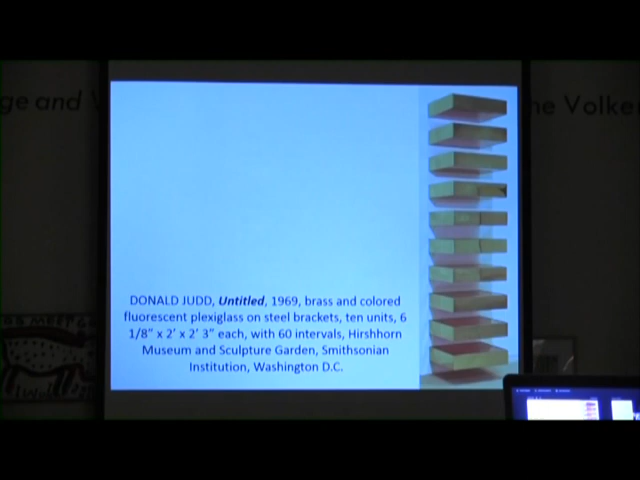 ge and V
he Volker
DONALD JUDD, Untitled, 1969, brass and colored
fluorescent plexiglass on steel brackets, ten units, 6
1/8" x 2' x 2' 3" each, with 60 intervals, Hirshhorn
Museum and Sculpture Garden, Smithsonian
Institution, Washington D.C.